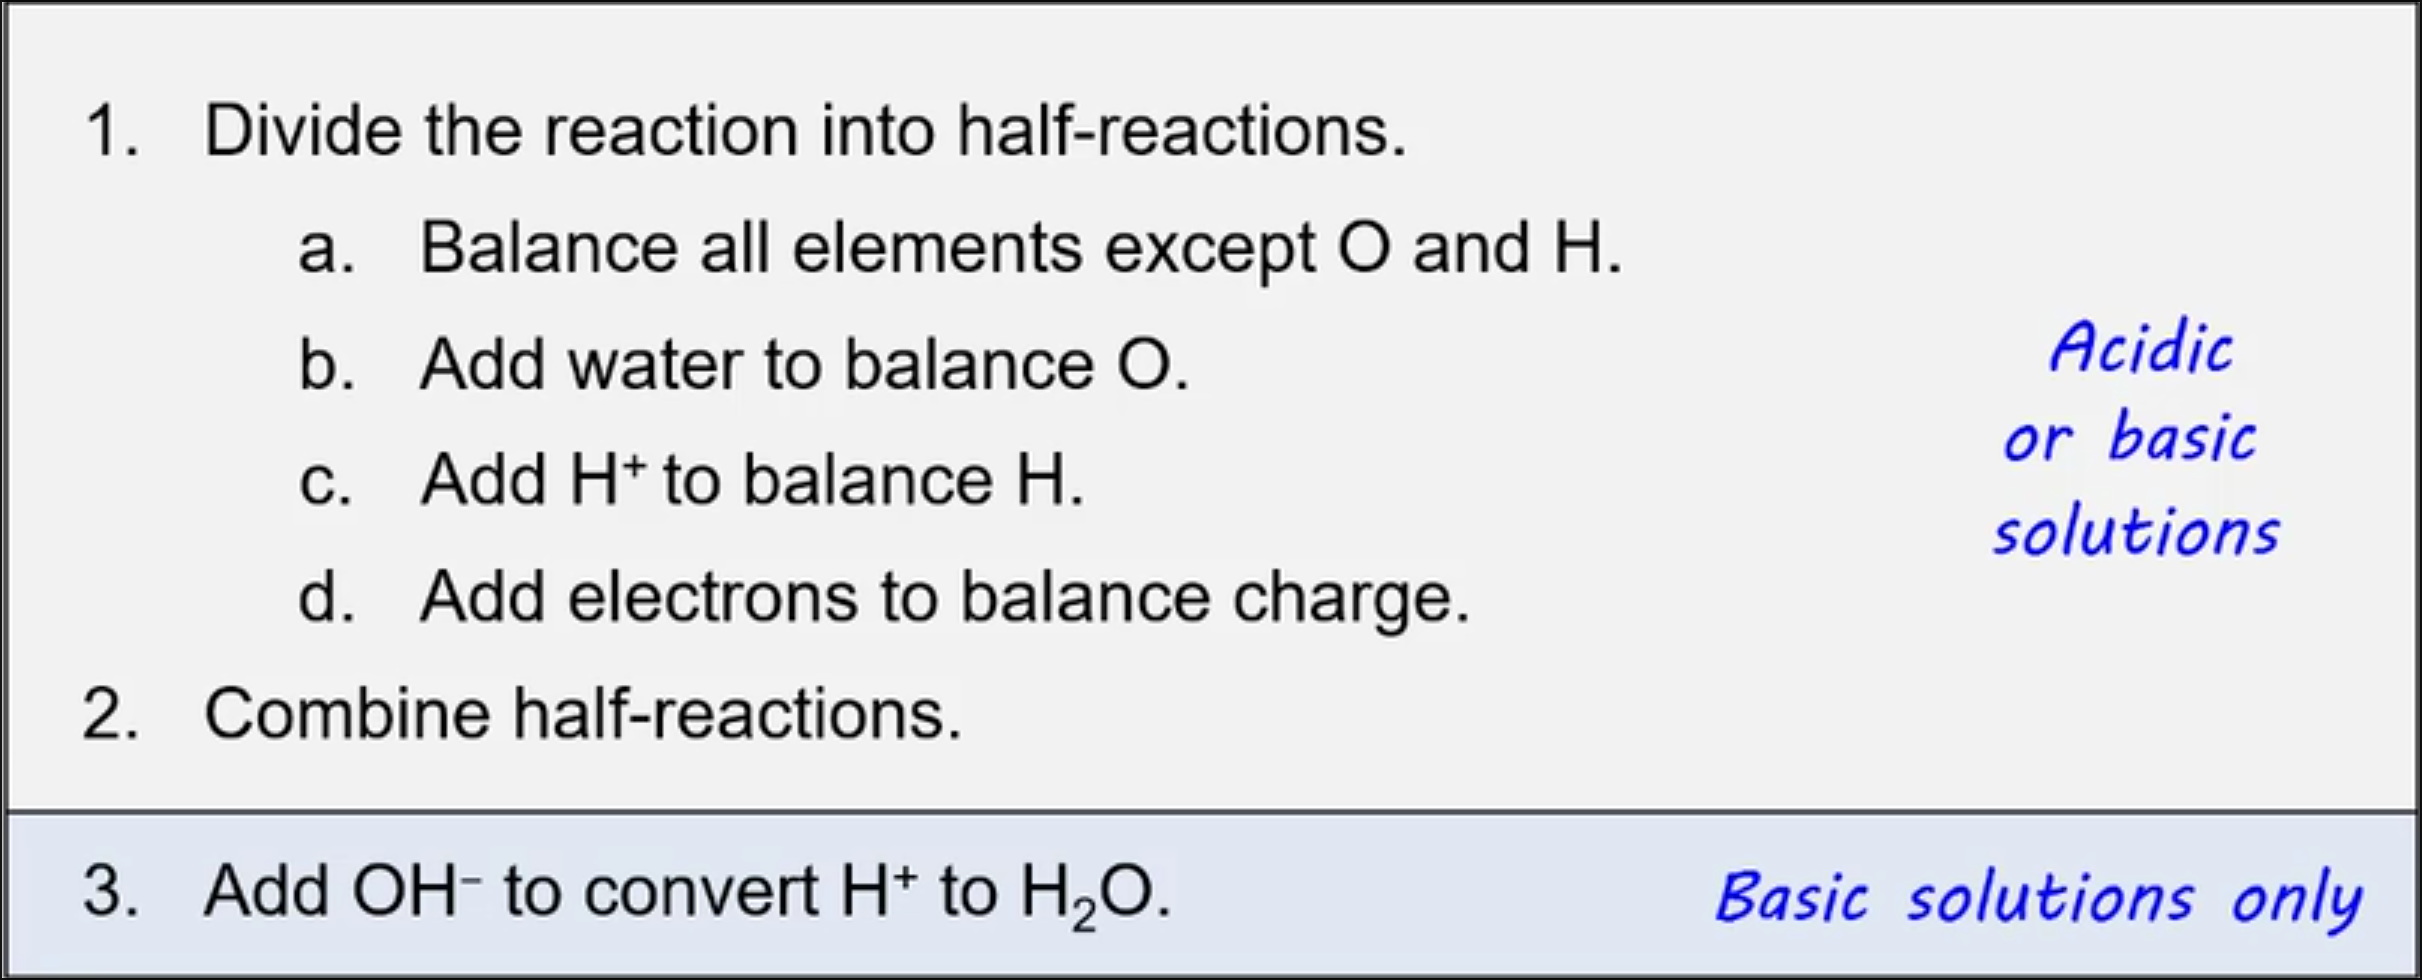 1. Divide the reaction into half-reactions.
a. Balance all elements except O and H.
b. Add water to balance O.
c. Add H⁺ to balance H.
d. Add electrons to balance charge.
2. Combine half-reactions.
Acidic
or basic
solutions
3. Add OH⁻ to convert H⁺ to H₂O.
Basic solutions only